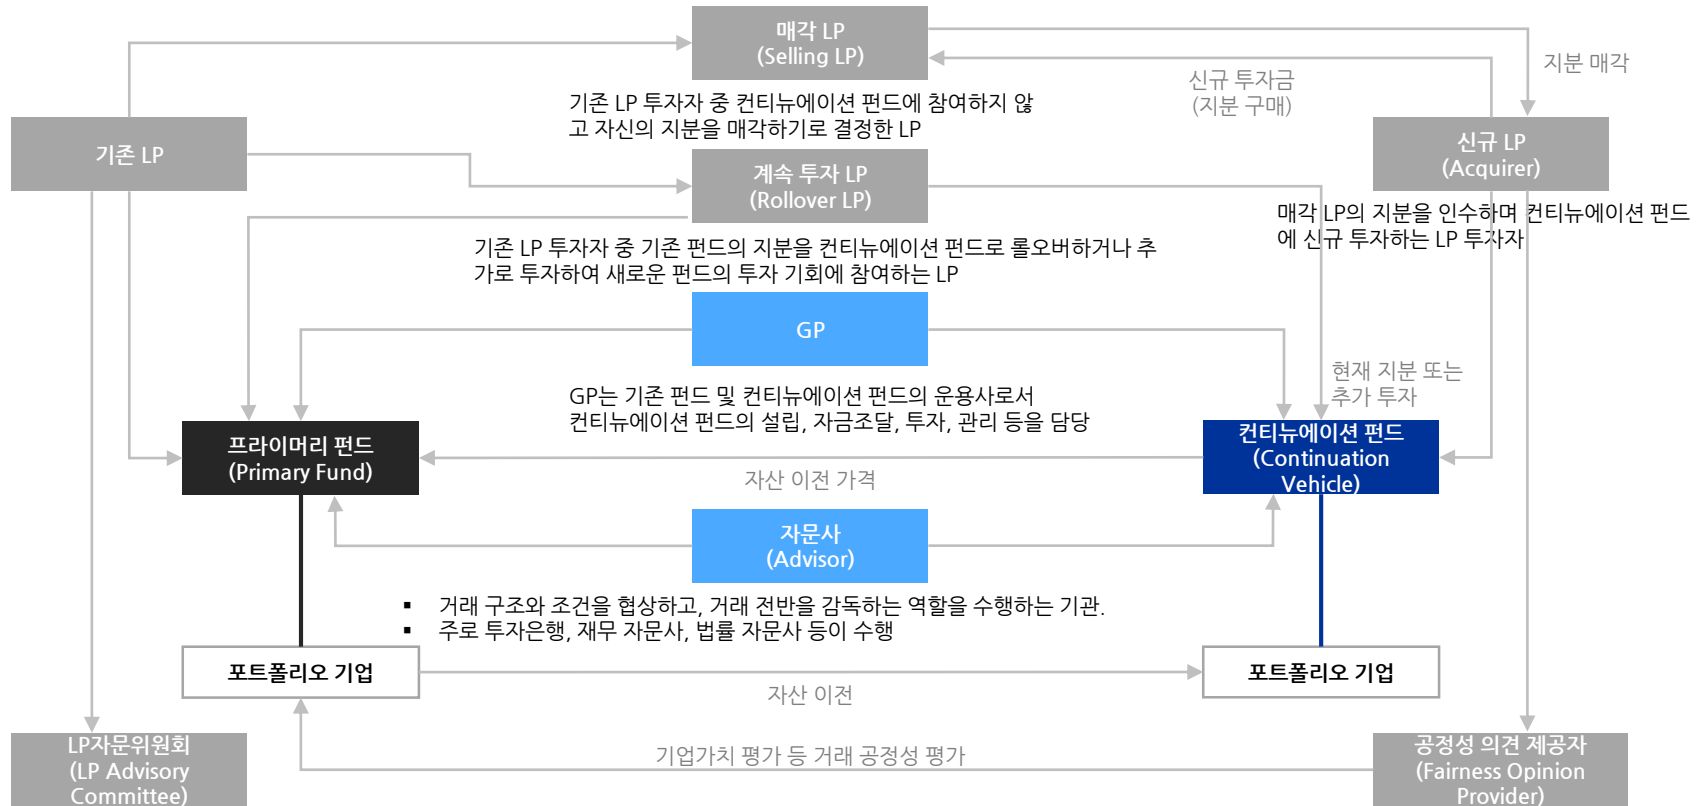 매각 LP
(Selling LP)
지분 매각
신규 투자금
(지분 구매)
기존 LP 투자자 중 컨티뉴에이션 펀드에 참여하지 않
고 자신의 지분을 매각하기로 결정한 LP
기존 LP
신규 LP
(Acquirer)
계속 투자 LP
(Rollover LP)
매각 LP의 지분을 인수하며 컨티뉴에이션 펀드
에 신규 투자하는 LP 투자자
기존 LP 투자자 중 기존 펀드의 지분을 컨티뉴에이션 펀드로 롤오버하거나 추
가로 투자하여 새로운 펀드의 투자 기회에 참여하는 LP
GP
현재 지분 또는
추가 투자
GP는 기존 펀드 및 컨티뉴에이션 펀드의 운용사로서
컨티뉴에이션 펀드의 설립, 자금조달, 투자, 관리 등을 담당
프라이머리 펀드
(Primary Fund)
컨티뉴에이션 펀드
(Continuation
Vehicle)
자산 이전 가격
자문사
(Advisor)
▪ 거래 구조와 조건을 협상하고, 거래 전반을 감독하는 역할을 수행하는 기관.
▪ 주로 투자은행, 재무 자문사, 법률 자문사 등이 수행
포트폴리오 기업
포트폴리오 기업
자산 이전
LP자문위원회
(LP Advisory
Committee)
기업가치 평가 등 거래 공정성 평가
공정성 의견 제공자
(Fairness Opinion
Provider)